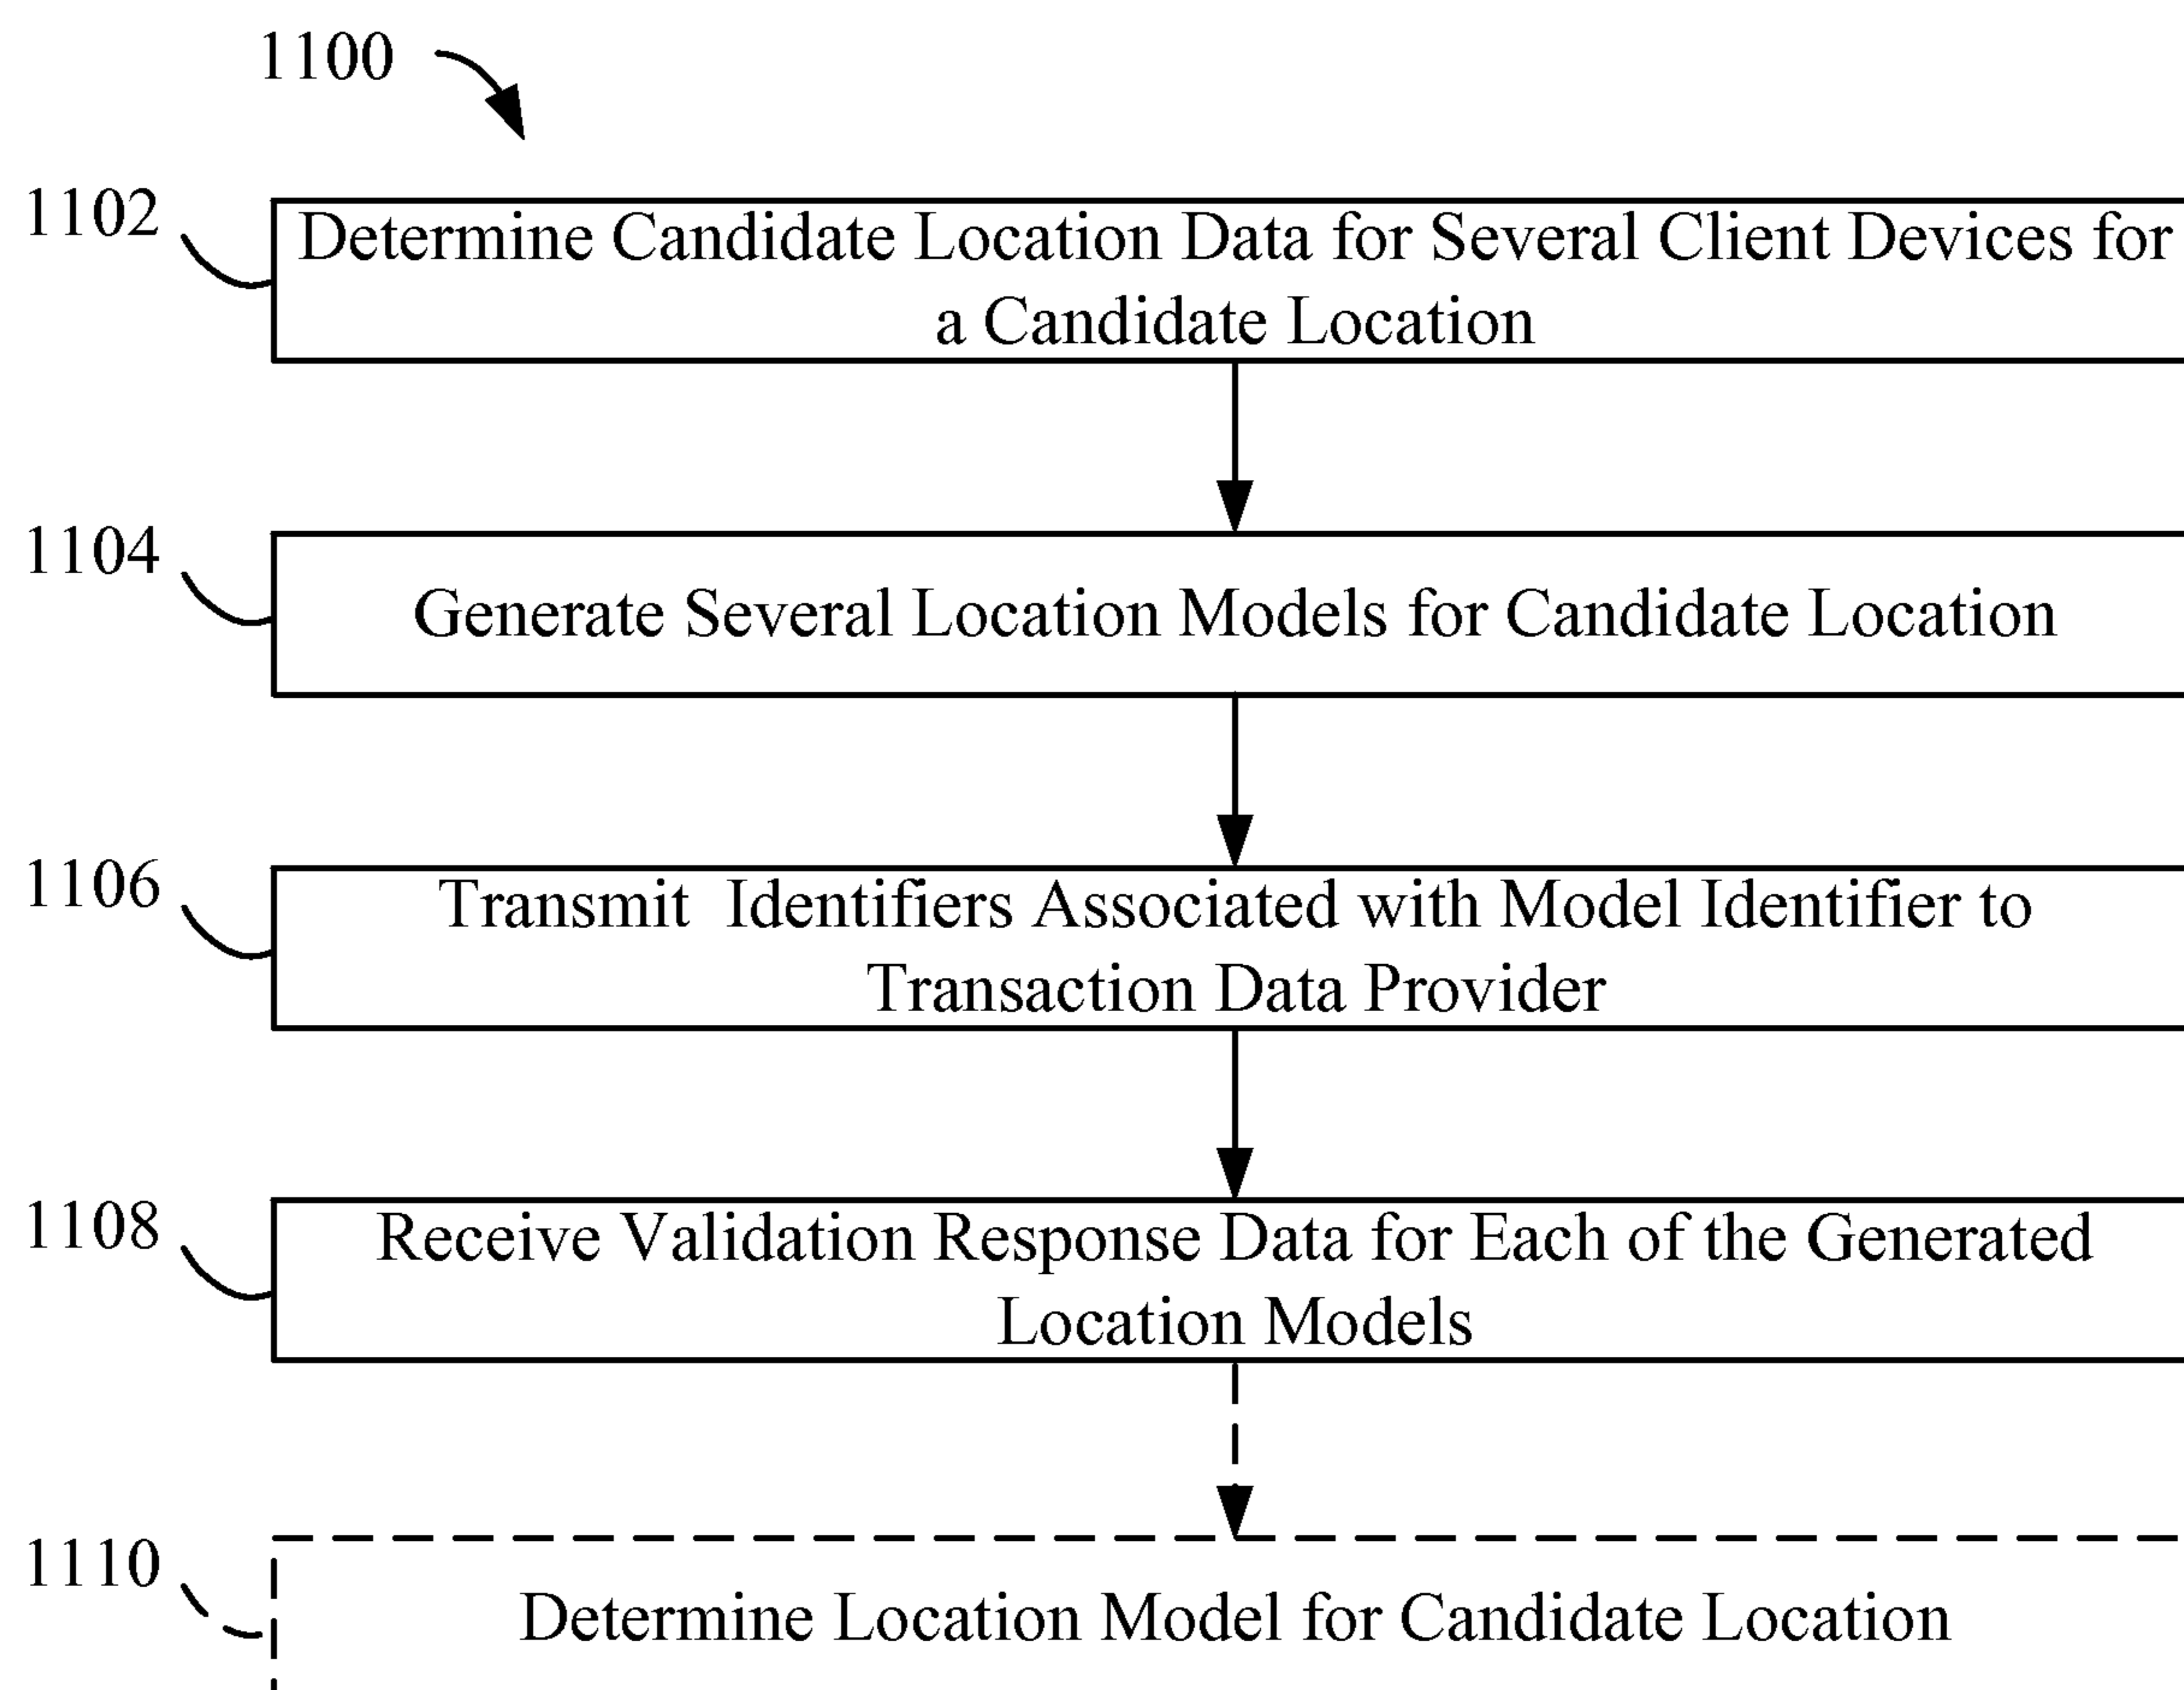 1100
1102
Determine Candidate Location Data for Several Client Devices for
a Candidate Location
1104
Generate Several Location Models for Candidate Location
1106
Transmit Identifiers Associated with Model Identifier to
Transaction Data Provider
1108
Receive Validation Response Data for Each of the Generated
Location Models
1110
Determine Location Model for Candidate Location